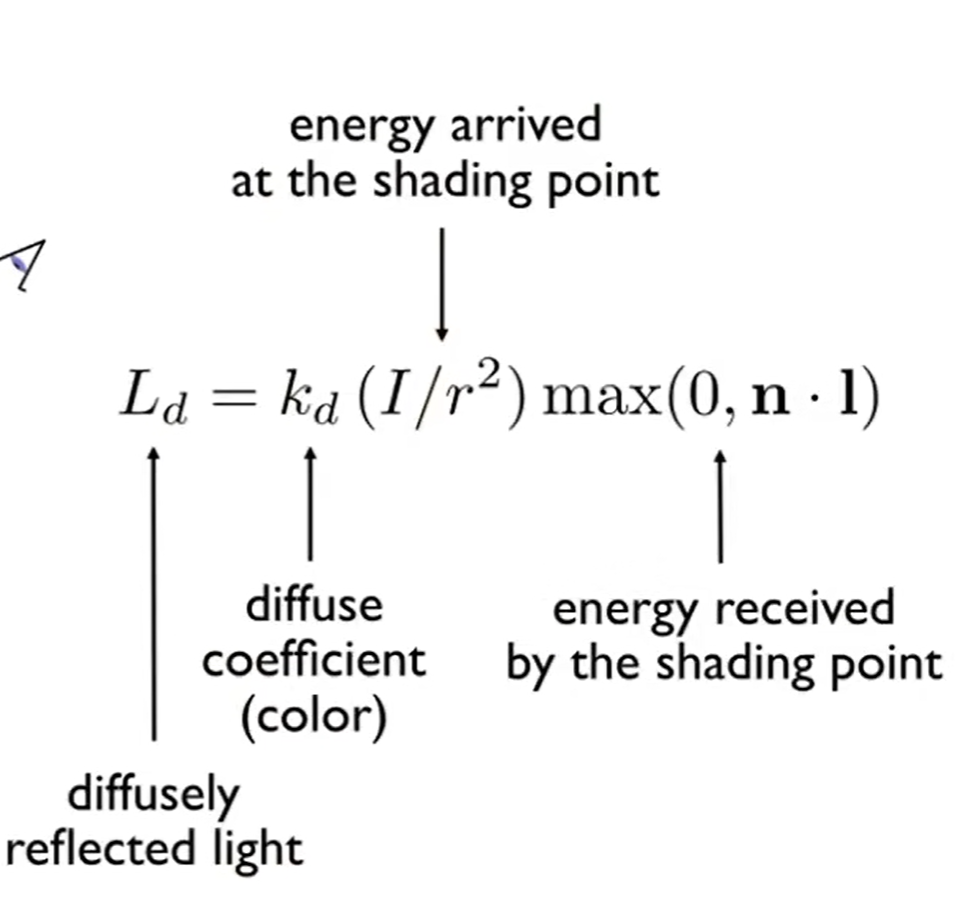 energy arrived
at the shading point
L_d = k_d (I/r²) max(0, n · l)
diffuse
coefficient
(color)
energy received
by the shading point
diffusely
reflected light